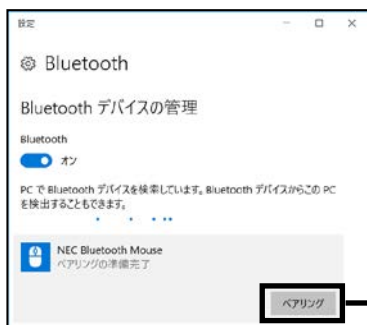 設定
Bluetooth
Bluetooth デバイスの管理
Bluetooth
オン
PC で Bluetooth デバイスを検索しています。Bluetooth デバイスからこの PC
を検出することもできます。
NEC Bluetooth Mouse
ペアリングの準備完了
ペアリング